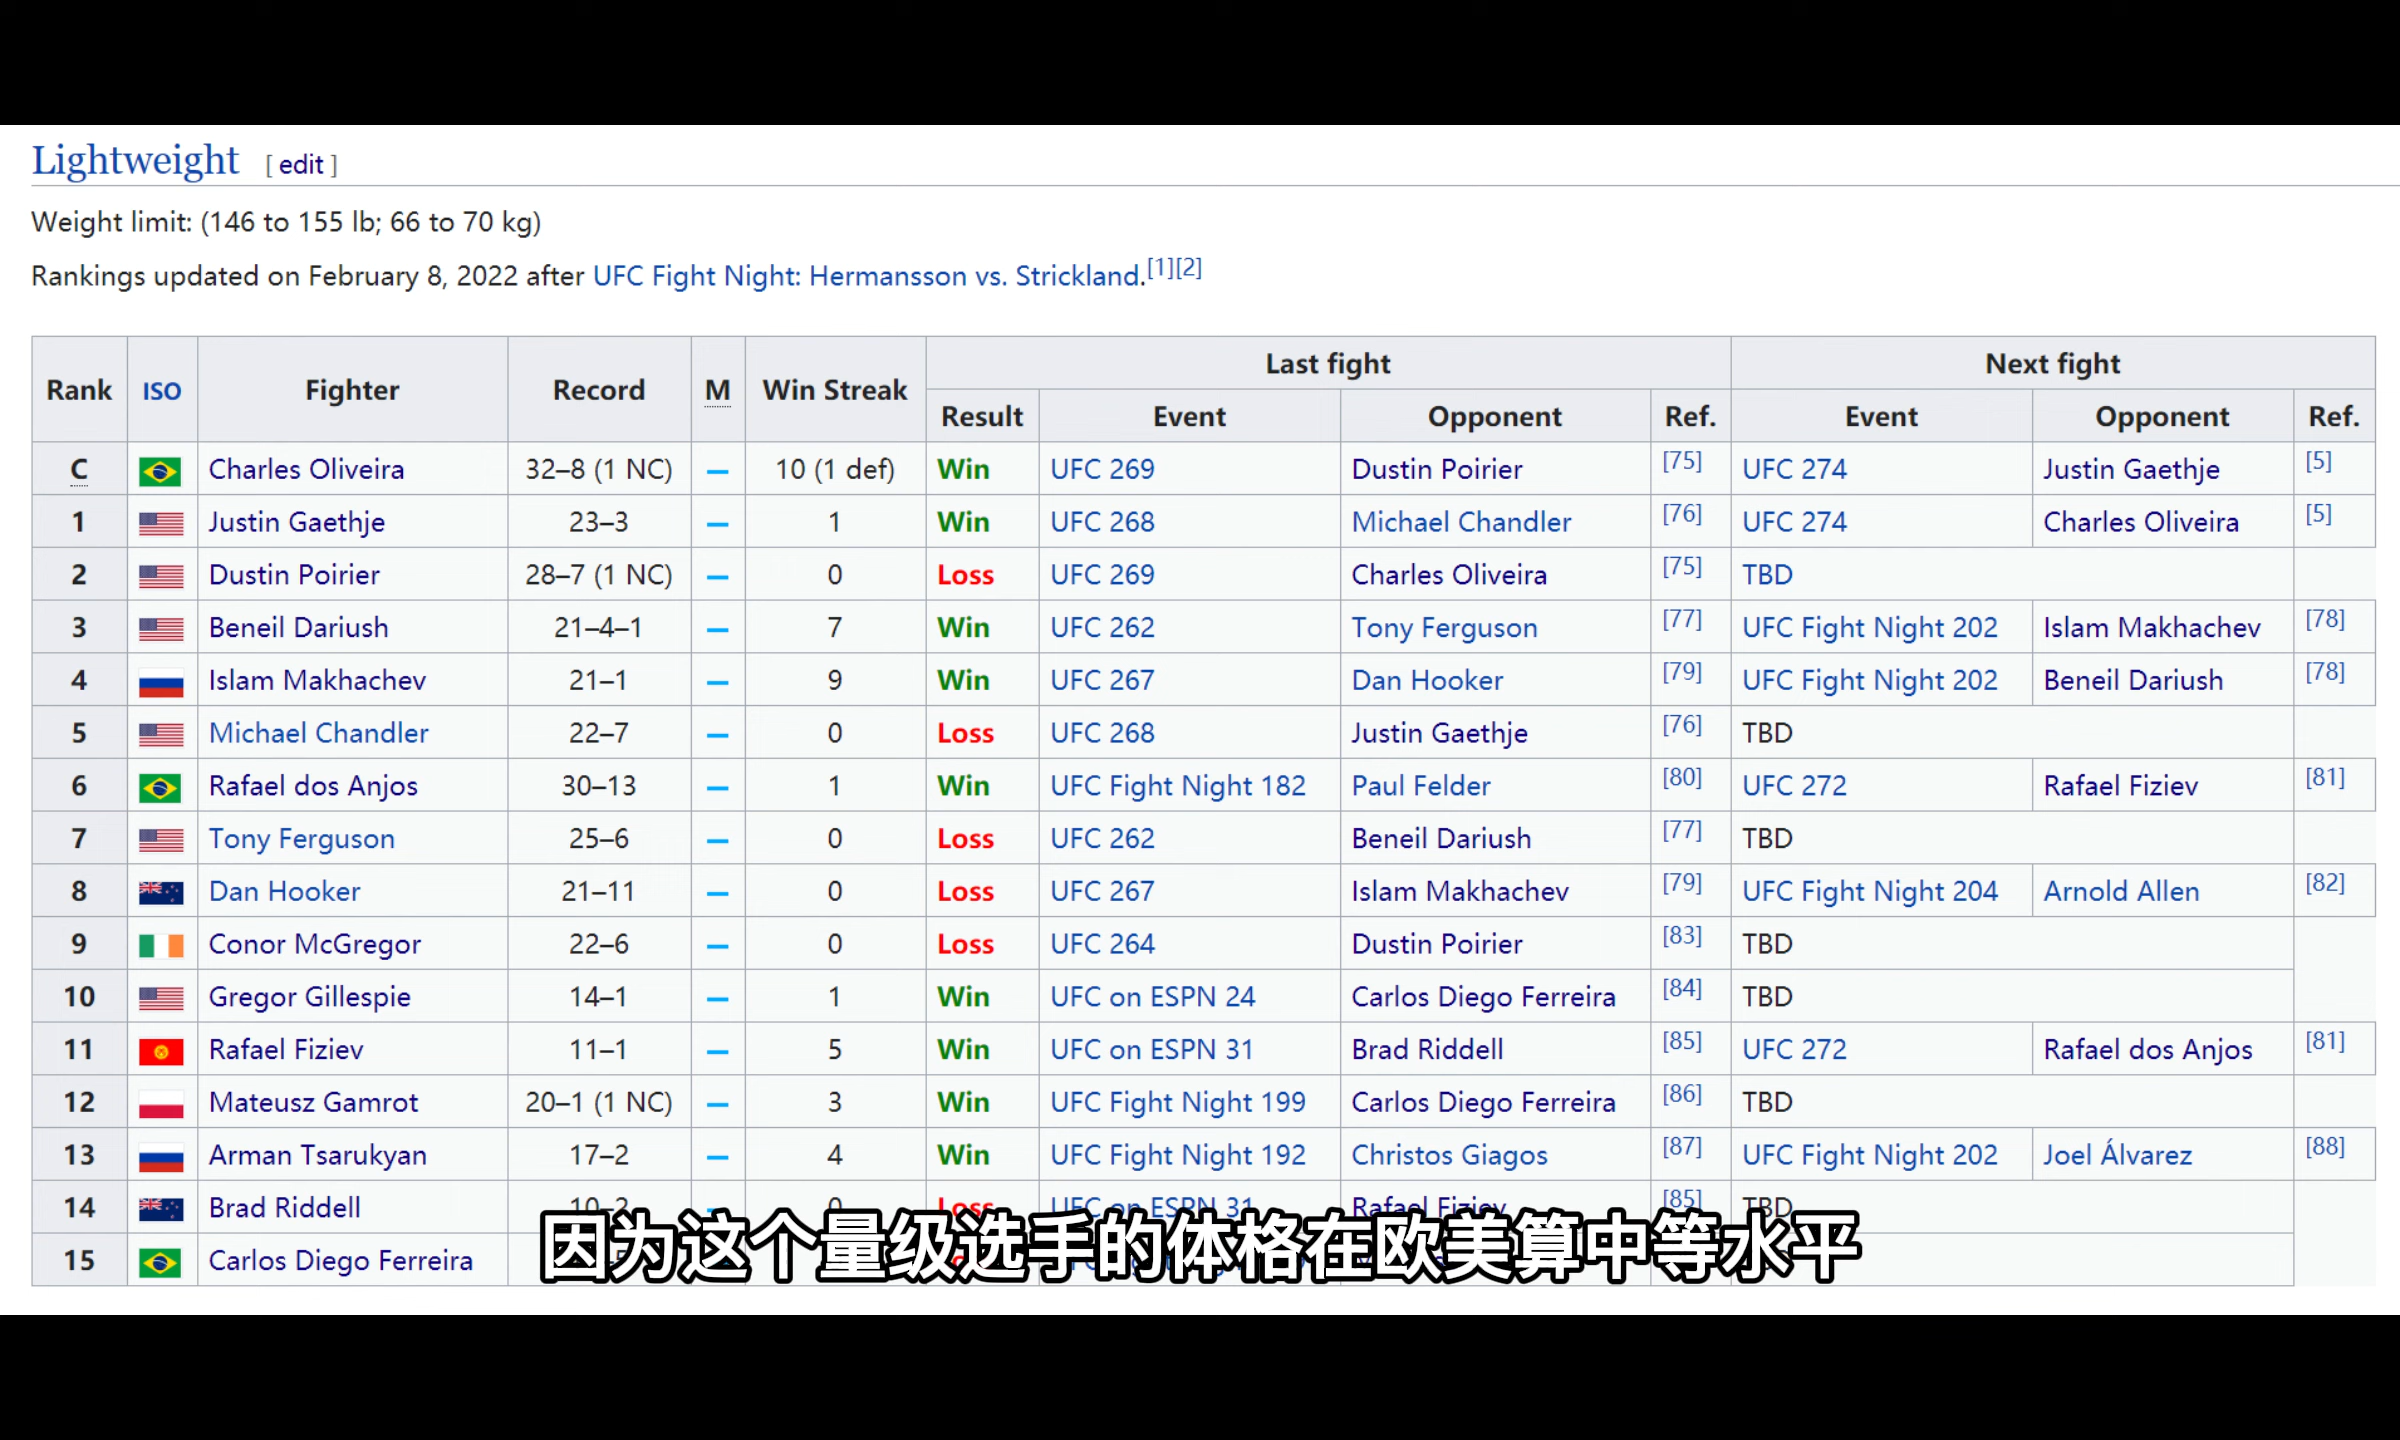 Lightweight [ edit ]
Weight limit: (146 to 155 lb; 66 to 70 kg)
Rankings updated on February 8, 2022 after UFC Fight Night: Hermansson vs. Strickland.[1][2]
Rank ISO Fighter Record M Win Streak Last fight Next fight
Result Event Opponent Ref. Event Opponent Ref.
C Charles Oliveira 32–8 (1 NC) – 10 (1 def) Win UFC 269 Dustin Poirier [75] UFC 274 Justin Gaethje [5]
1 Justin Gaethje 23–3 – 1 Win UFC 268 Michael Chandler [76] UFC 274 Charles Oliveira [5]
2 Dustin Poirier 28–7 (1 NC) – 0 Loss UFC 269 Charles Oliveira [75] TBD
3 Beneil Dariush 21–4–1 – 7 Win UFC 262 Tony Ferguson [77] UFC Fight Night 202 Islam Makhachev [78]
4 Islam Makhachev 21–1 – 9 Win UFC 267 Dan Hooker [79] UFC Fight Night 202 Beneil Dariush [78]
5 Michael Chandler 22–7 – 0 Loss UFC 268 Justin Gaethje [76] TBD
6 Rafael dos Anjos 30–13 – 1 Win UFC Fight Night 182 Paul Felder [80] UFC 272 Rafael Fiziev [81]
7 Tony Ferguson 25–6 – 0 Loss UFC 262 Beneil Dariush [77] TBD
8 Dan Hooker 21–11 – 0 Loss UFC 267 Islam Makhachev [79] UFC Fight Night 204 Arnold Allen [82]
9 Conor McGregor 22–6 – 0 Loss UFC 264 Dustin Poirier [83] TBD
10 Gregor Gillespie 14–1 – 1 Win UFC on ESPN 24 Carlos Diego Ferreira [84] TBD
11 Rafael Fiziev 11–1 – 5 Win UFC on ESPN 31 Brad Riddell [85] UFC 272 Rafael dos Anjos [81]
12 Mateusz Gamrot 20–1 (1 NC) – 3 Win UFC Fight Night 199 Carlos Diego Ferreira [86] TBD
13 Arman Tsarukyan 17–2 – 4 Win UFC Fight Night 192 Christos Giagos [87] UFC Fight Night 202 Joel Álvarez [88]
14 Brad Riddell 10–2 – 0 Loss UFC on ESPN 31 Rafael Fiziev [85] TBD
15 Carlos Diego Ferreira
因为这个量级选手的体格在欧美算中等水平